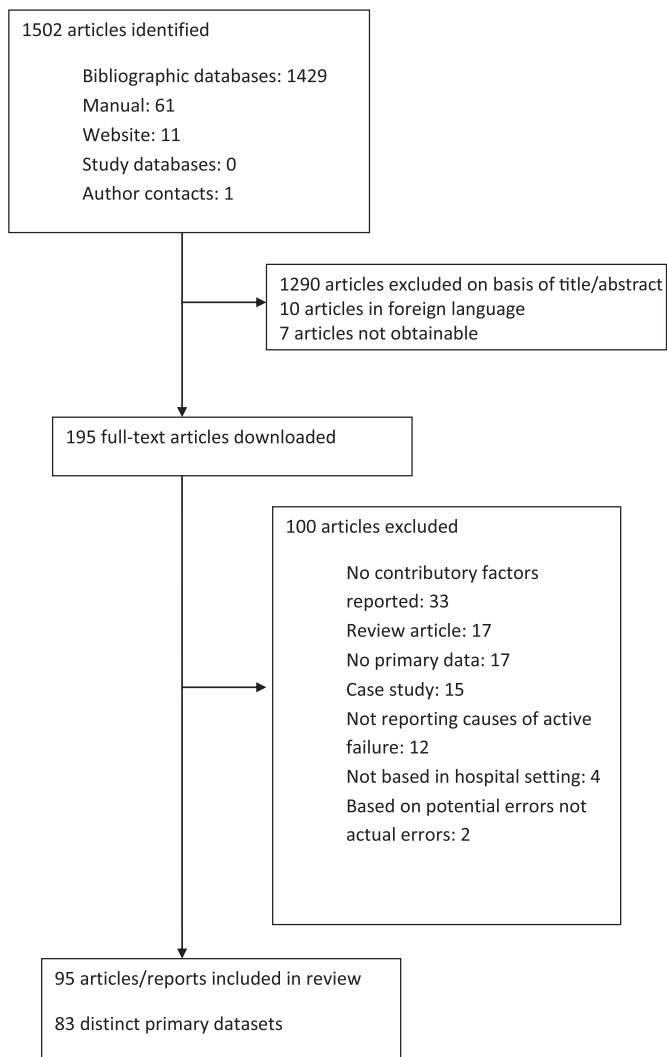 1502 articles identified
Bibliographic databases: 1429
Manual: 61
Website: 11
Study databases: 0
Author contacts: 1
1290 articles excluded on basis of title/abstract
10 articles in foreign language
7 articles not obtainable
195 full-text articles downloaded
100 articles excluded
No contributory factors
reported: 33
Review article: 17
No primary data: 17
Case study: 15
Not reporting causes of active
failure: 12
Not based in hospital setting: 4
Based on potential errors not
actual errors: 2
95 articles/reports included in review
83 distinct primary datasets